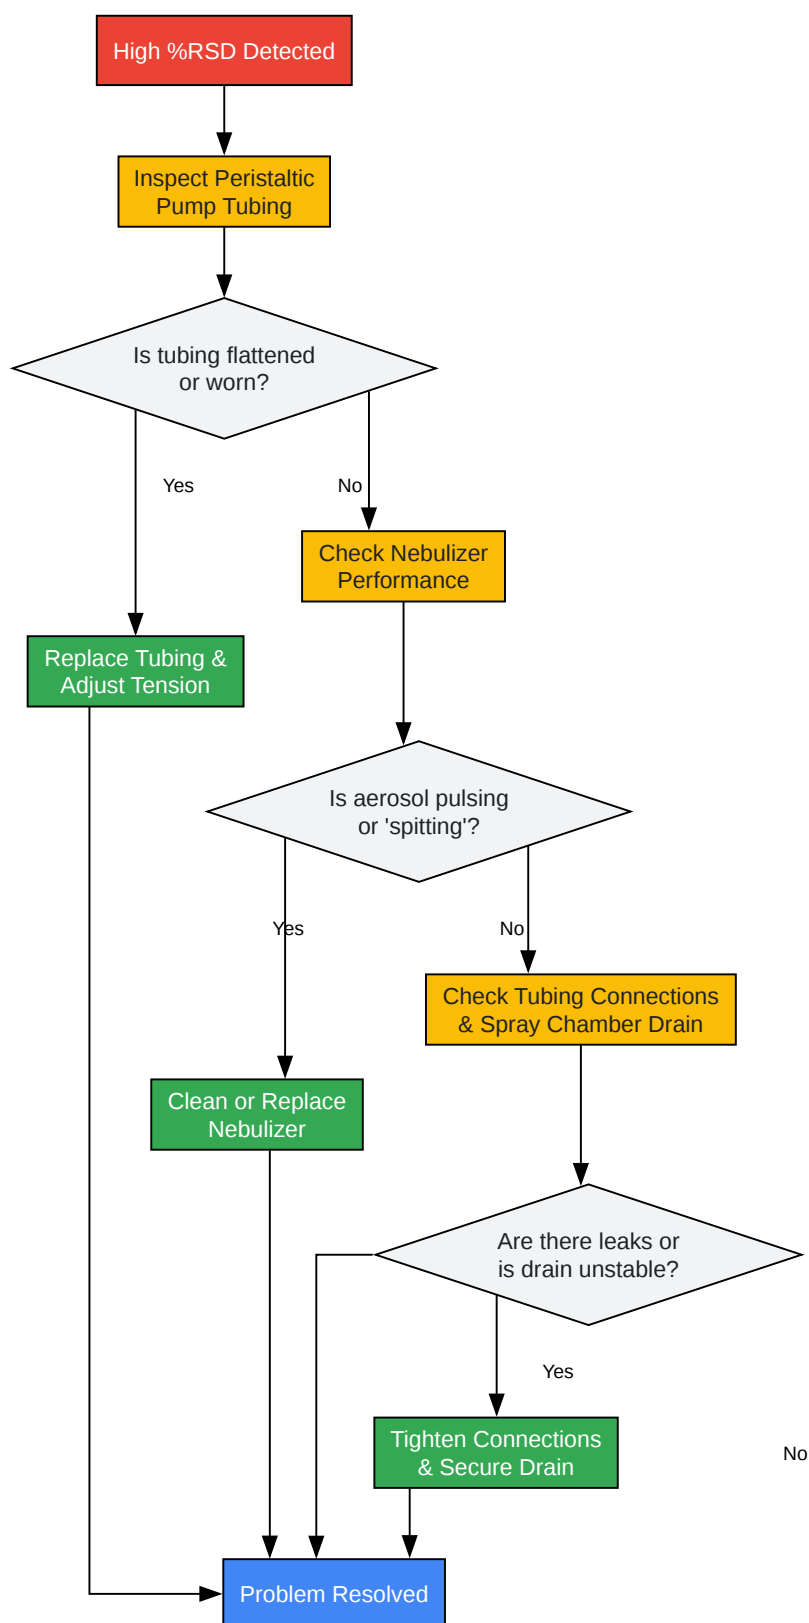 High %RSD Detected
Inspect Peristaltic
Pump Tubing
Is tubing flattened
or worn?
Yes
No
Check Nebulizer
Performance
Replace Tubing &
Adjust Tension
Is aerosol pulsing
or 'spitting'?
Yes
No
Check Tubing Connections
& Spray Chamber Drain
Clean or Replace
Nebulizer
Are there leaks or
is drain unstable?
Yes
Tighten Connections
& Secure Drain
No
Problem Resolved